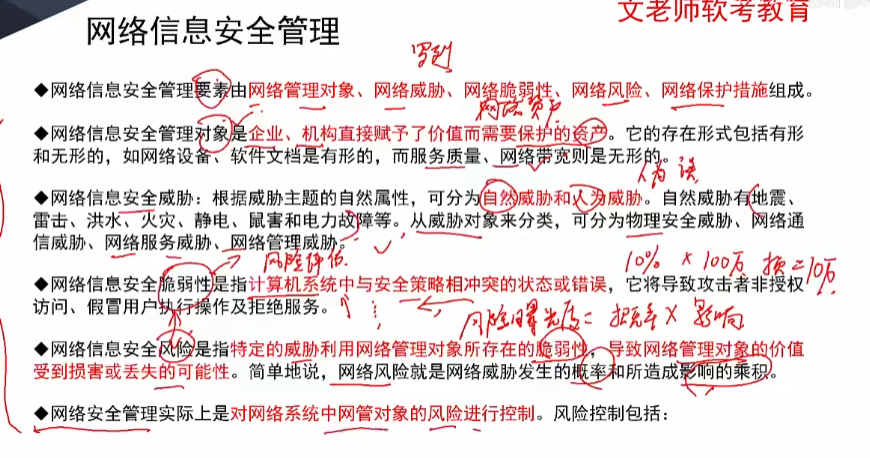 文老师软考教育
网络信息安全管理
识别
◆网络信息安全管理要素由网络管理对象、网络威胁、网络脆弱性、网络风险、网络保护措施组成。
网络资产
◆网络信息安全管理对象是企业、机构直接赋予了价值而需要保护的资产。它的存在形式包括有形
和无形的，如网络设备、软件文档是有形的，而服务质量、网络带宽则是无形的。
◆网络信息安全威胁：根据威胁主题的自然属性，可分为自然威胁和人为威胁。自然威胁有地震、
雷击、洪水、火灾、静电、鼠害和电力故障等。从威胁对象来分类，可分为物理安全威胁、网络通
信威胁、网络服务威胁、网络管理威胁。
风险评估
10% × 100万 损=10万
◆网络信息安全脆弱性是指计算机系统中与安全策略相冲突的状态或错误，它将导致攻击者非授权
访问、假冒用户执行操作及拒绝服务。
风险曝光度= 概率 × 影响
◆网络信息安全风险是指特定的威胁利用网络管理对象所存在的脆弱性，导致网络管理对象的价值
受到损害或丢失的可能性。简单地说，网络风险就是网络威胁发生的概率和所造成影响的乘积。
◆网络安全管理实际上是对网络系统中网管对象的风险进行控制。风险控制包括：